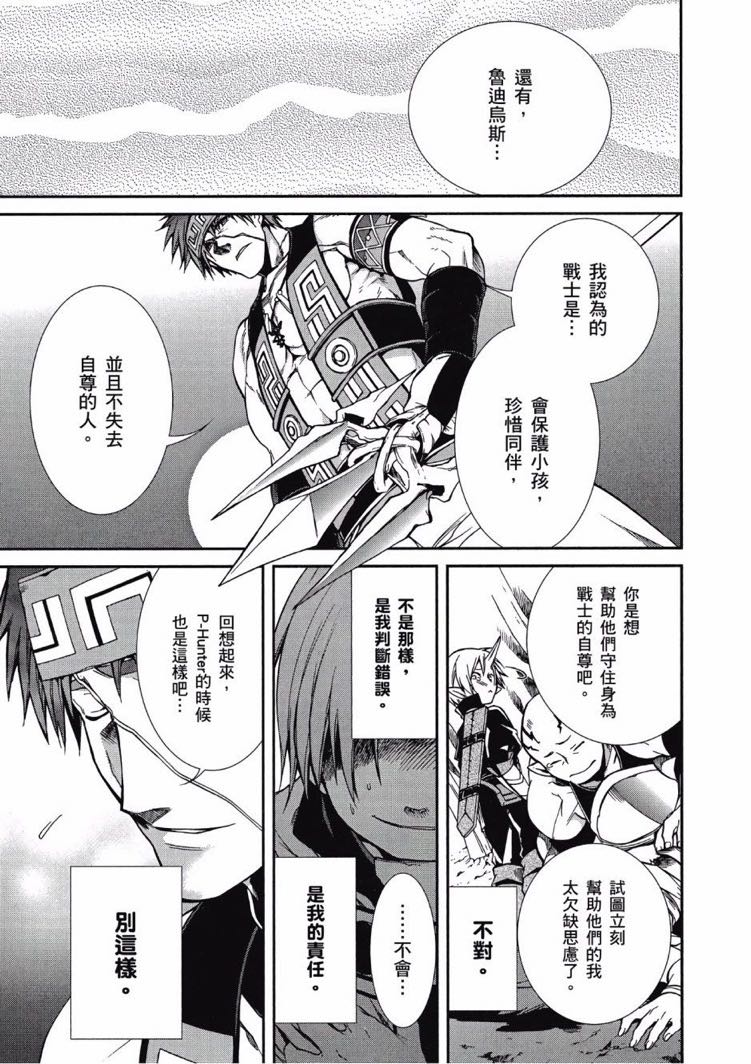 還有，
魯迪烏斯…
我認為的
戰士是…
會保護小孩，
珍惜同伴，
並且不失去
自尊的人。
你是想
幫助他們守住身為
戰士的自尊吧。
試圖立刻
幫助他們的我
太欠缺思慮了。
不對。
不是那樣，
是我判斷錯誤。
……不會…
是我的責任。
回想起來，
P-Hunter的時候
也是這樣吧…
別這樣。